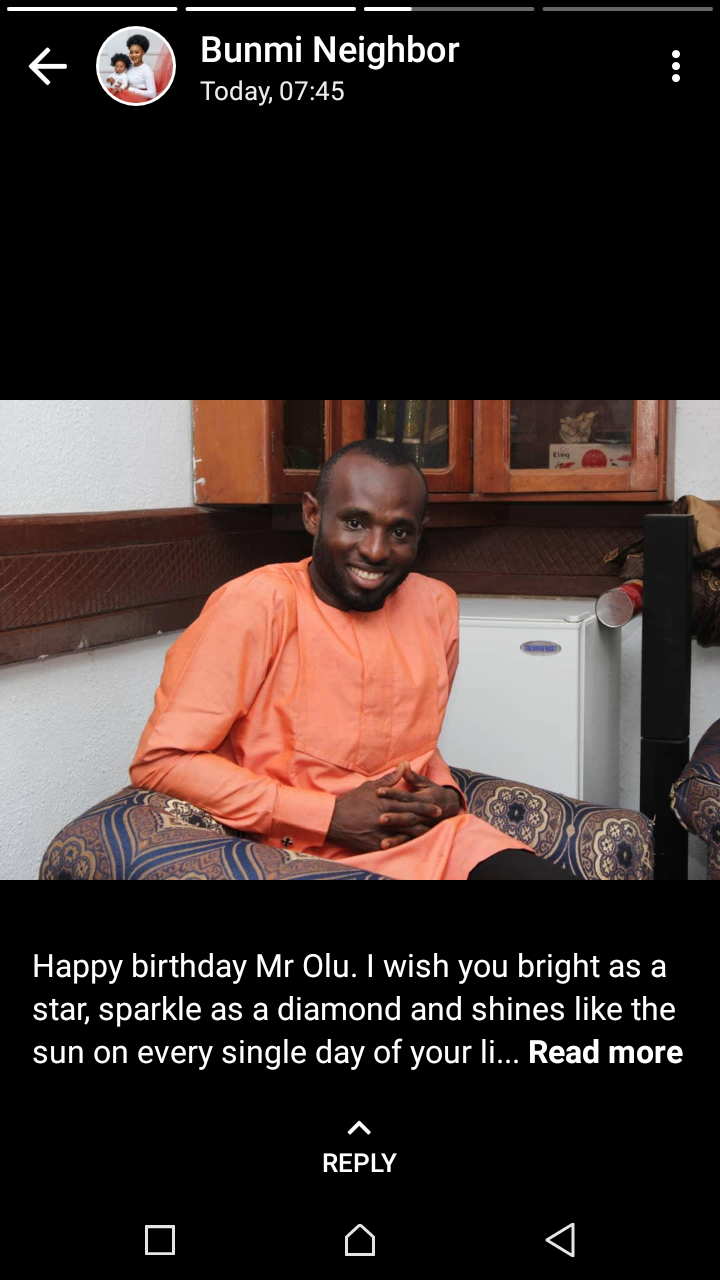 Bunmi Neighbor
Today, 07:45
King
Happy birthday Mr Olu. I wish you bright as a
star, sparkle as a diamond and shines like the
sun on every single day of your li... Read more
REPLY